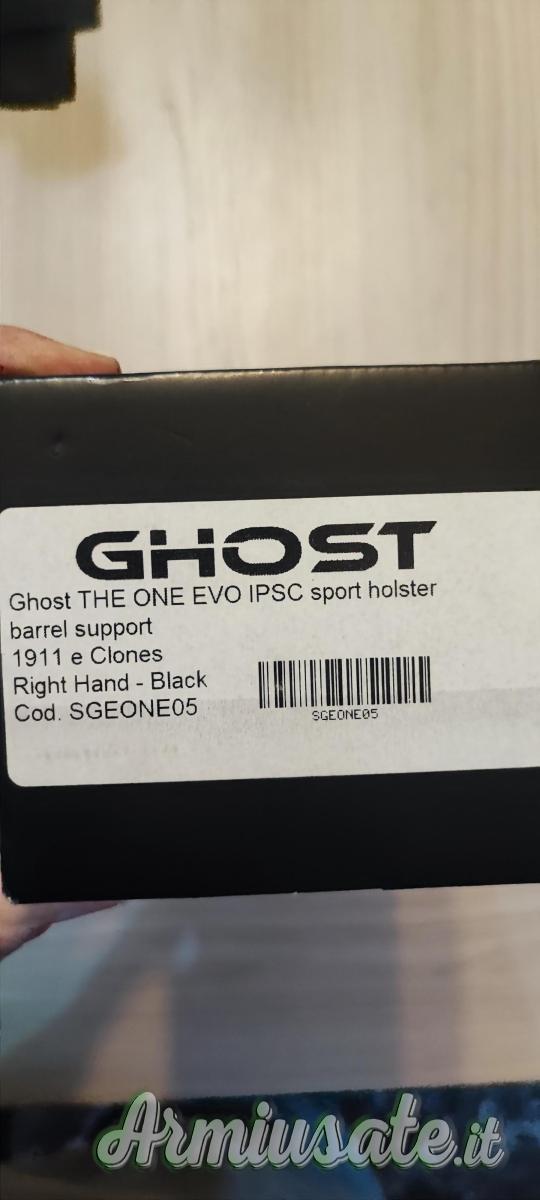 GHOST
Ghost THE ONE EVO IPSC sport holster
barrel support
1911 e Clones
Right Hand - Black
Cod. SGEONE05
SGEONE05
Armiusate.it